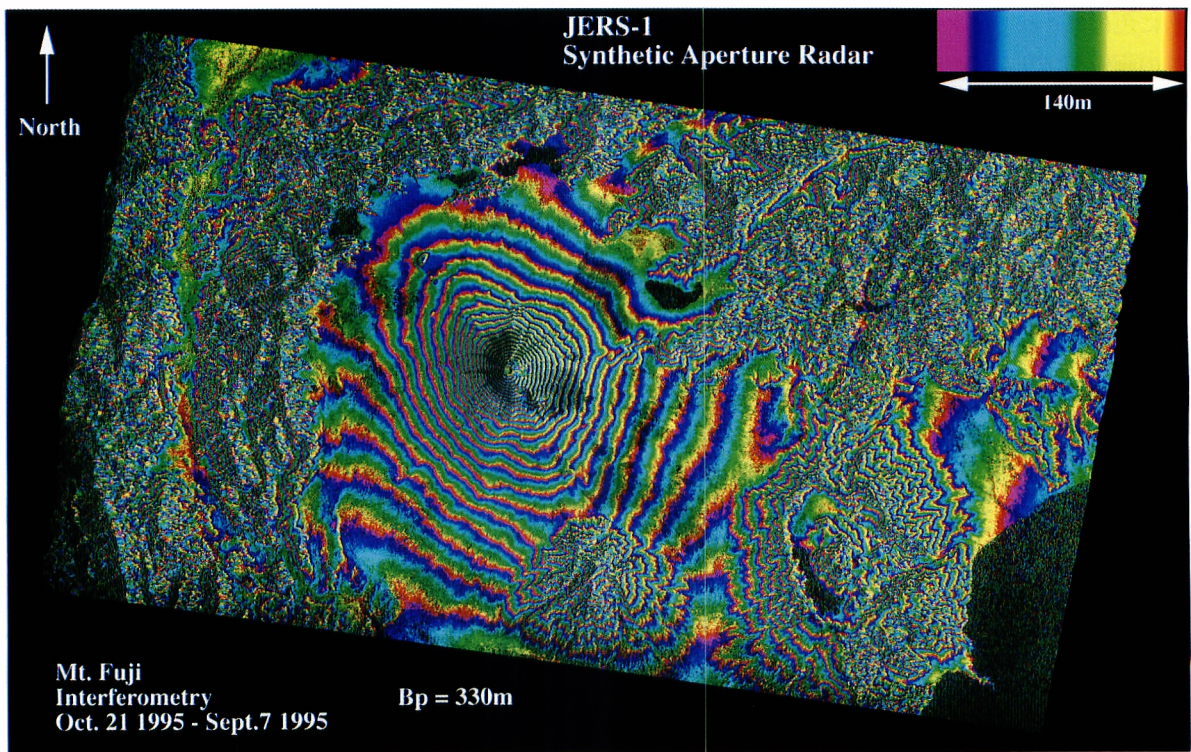 JERS-1
Synthetic Aperture Radar
140m
North
Mt. Fuji
Interferometry
Oct. 21 1995 - Sept.7 1995
Bp = 330m